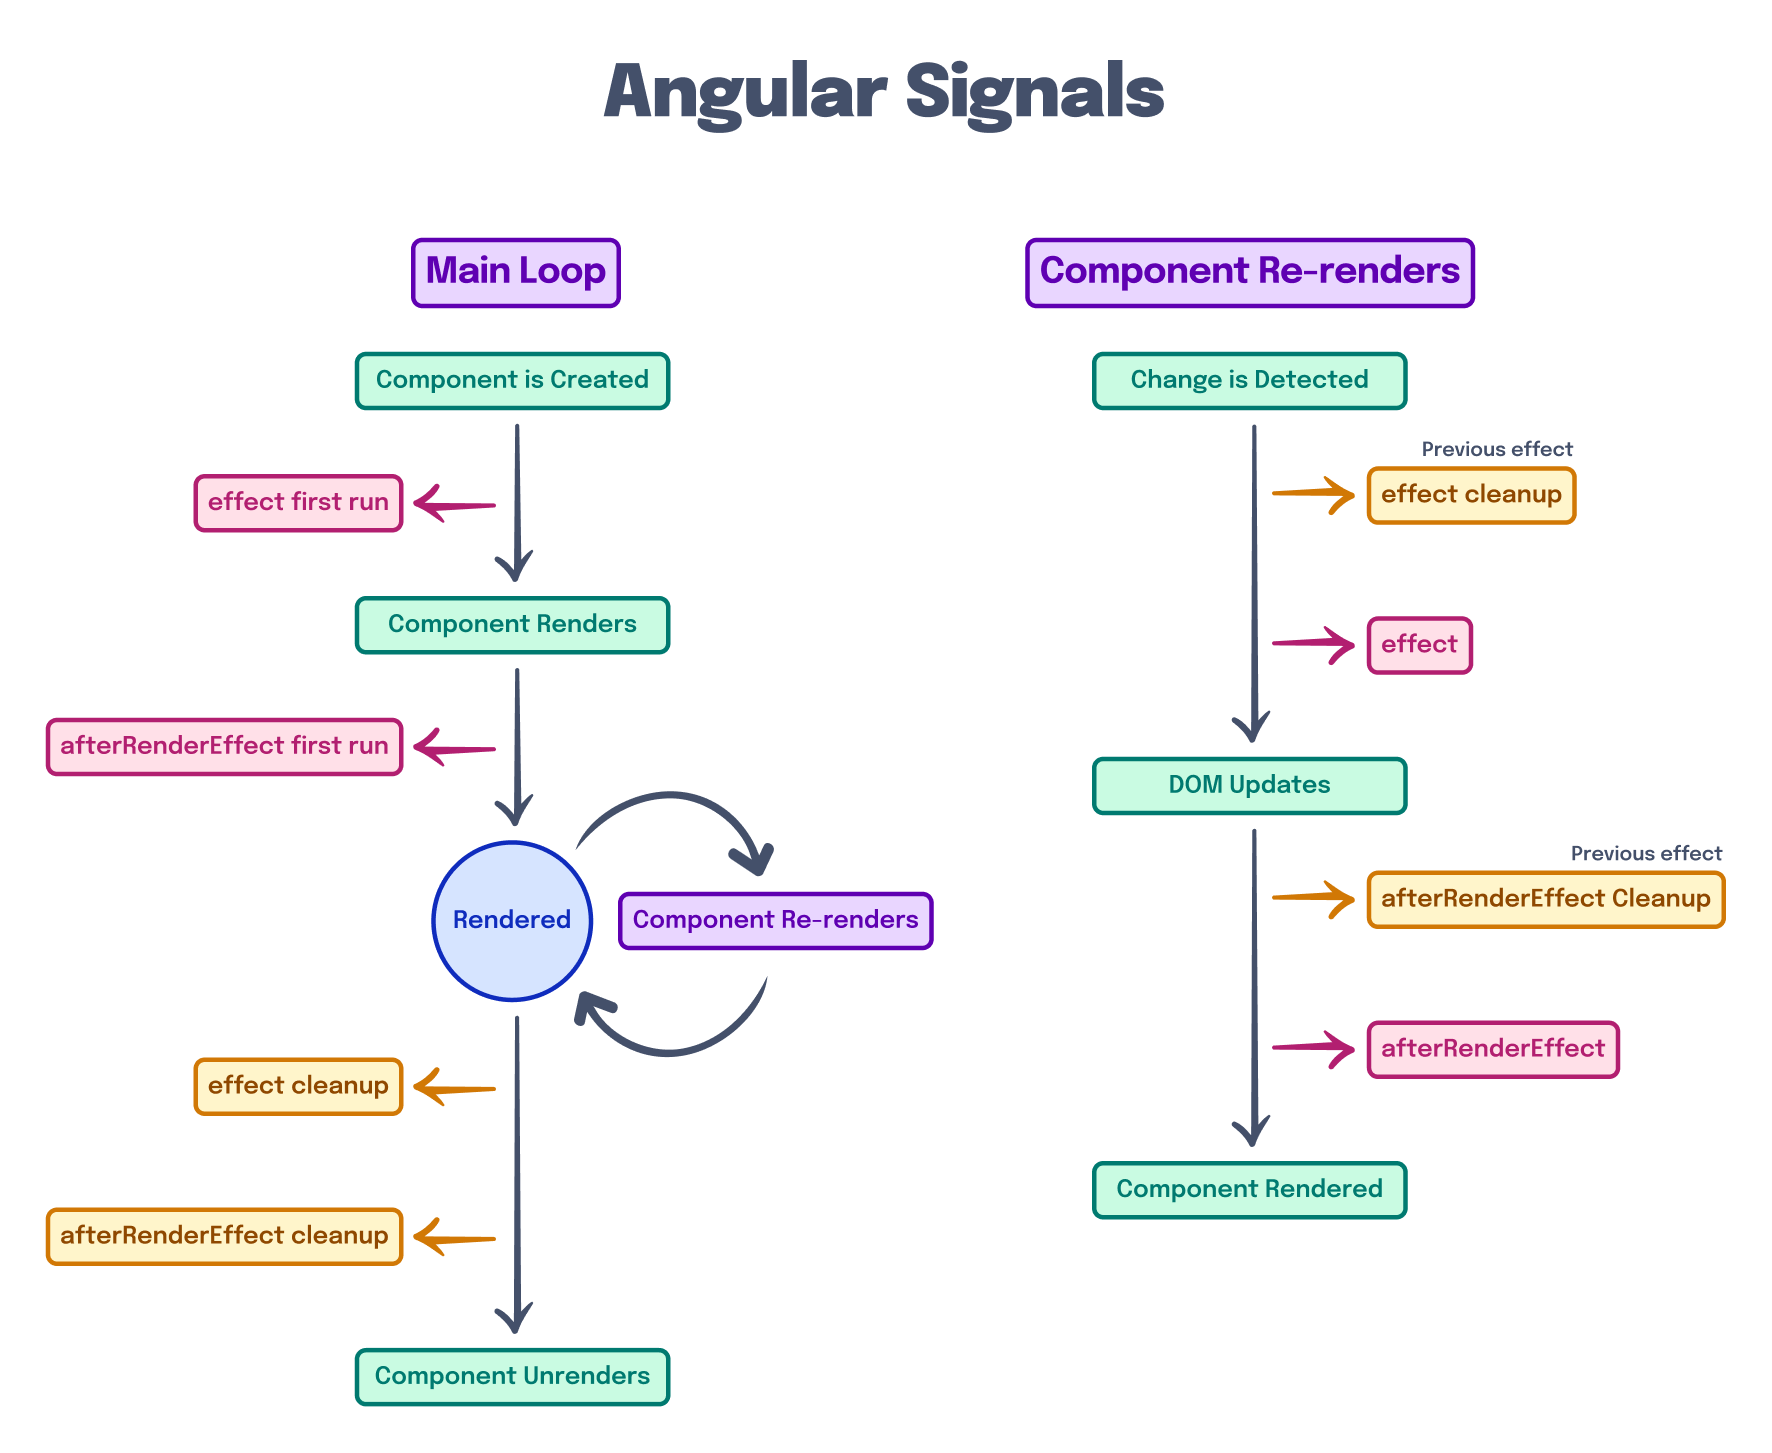 Angular Signals
Main Loop
Component is Created
effect first run
Component Renders
afterRenderEffect first run
Rendered
Component Re-renders
effect cleanup
afterRenderEffect cleanup
Component Unrenders
Component Re-renders
Change is Detected
Previous effect
effect cleanup
effect
DOM Updates
Previous effect
afterRenderEffect Cleanup
afterRenderEffect
Component Rendered